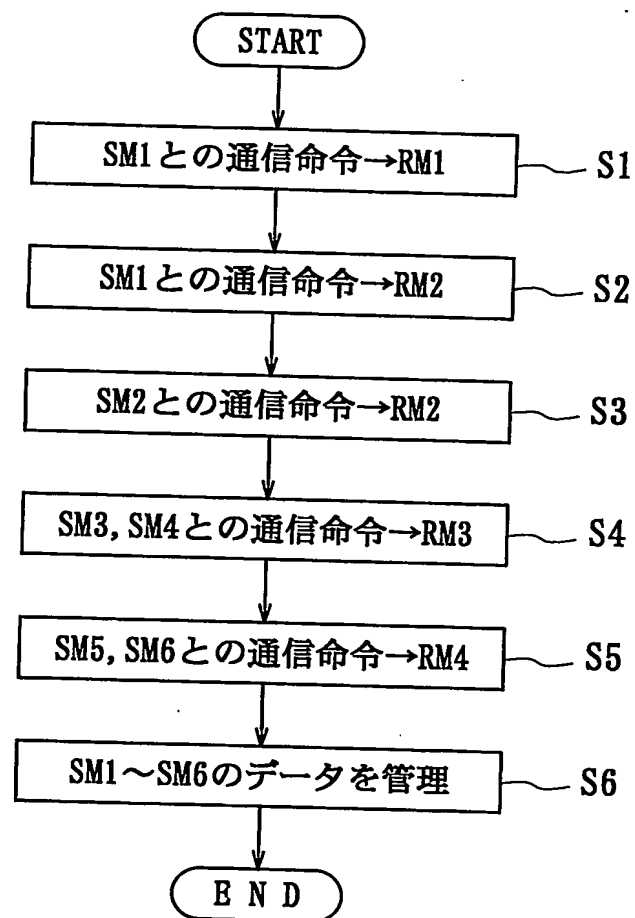 START
SM1との通信命令→RM1
S1
SM1との通信命令→RM2
S2
SM2との通信命令→RM2
S3
SM3,SM4との通信命令→RM3
S4
SM5,SM6との通信命令→RM4
S5
SM1～SM6のデータを管理
S6
E N D